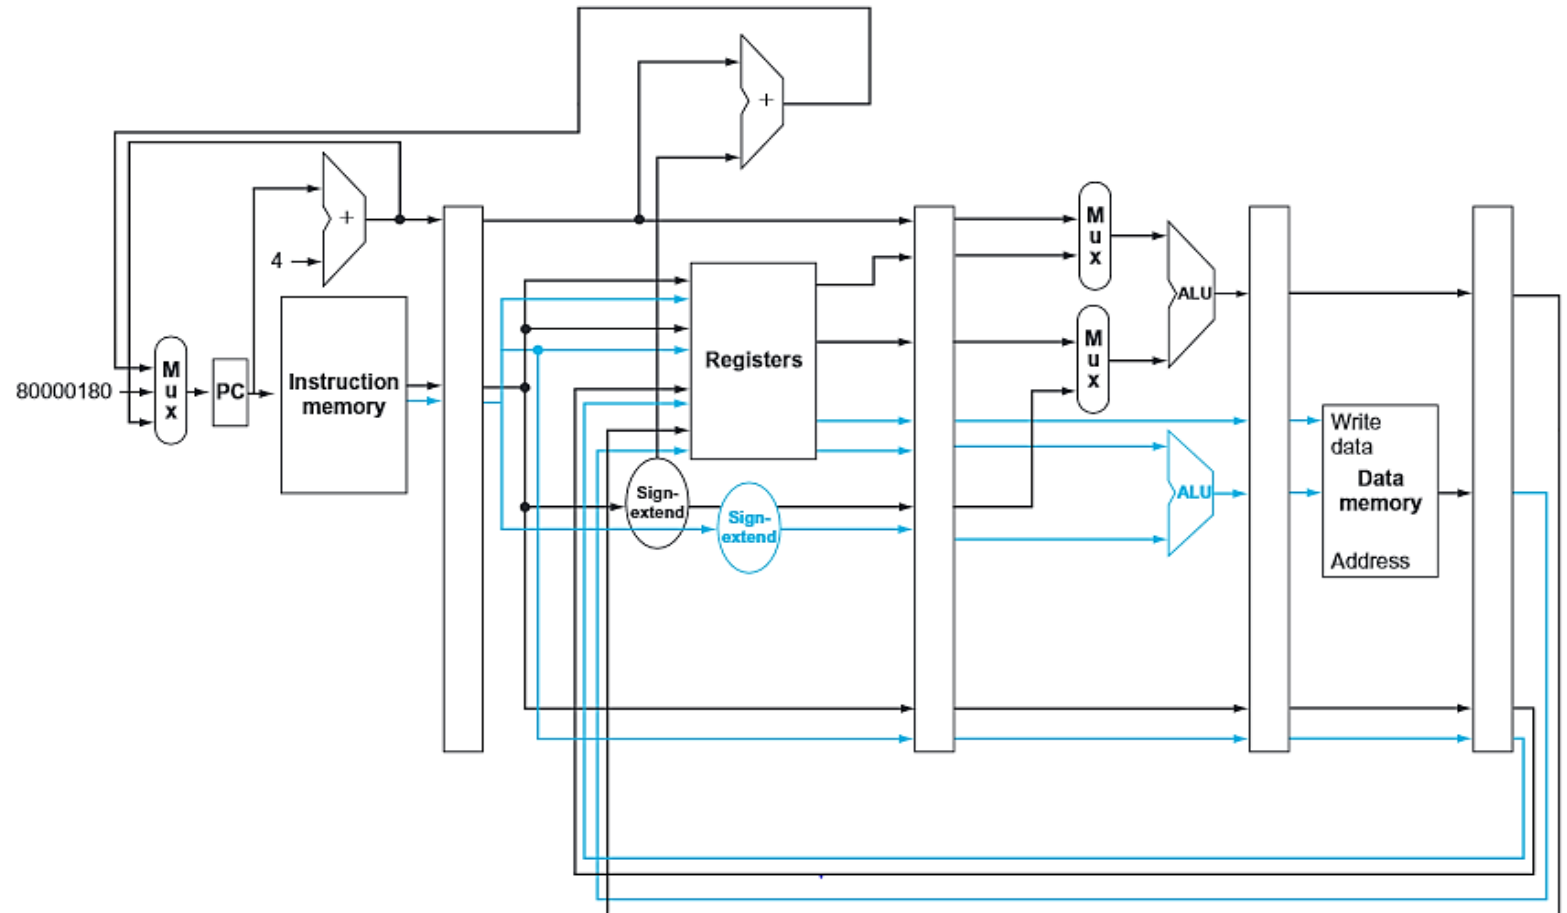 +
+
4
M
u
x
80000180
PC
Instruction
memory
Registers
Sign-
extend
Sign-
extend
M
u
x
M
u
x
ALU
ALU
Write
data
Data
memory
Address